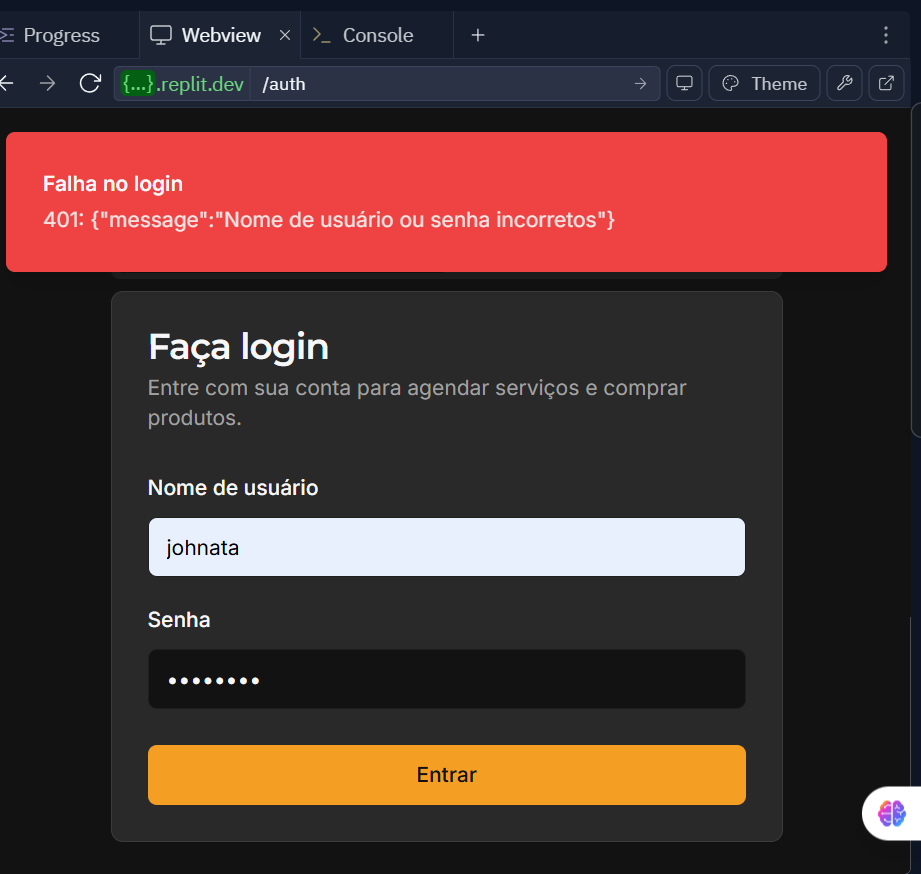 Progress
Webview
Console
{...}.replit.dev /auth
Theme
Falha no login
401: {"message":"Nome de usuário ou senha incorretos"}
Faça login
Entre com sua conta para agendar serviços e comprar
produtos.
Nome de usuário
johnata
Senha
••••••••
Entrar